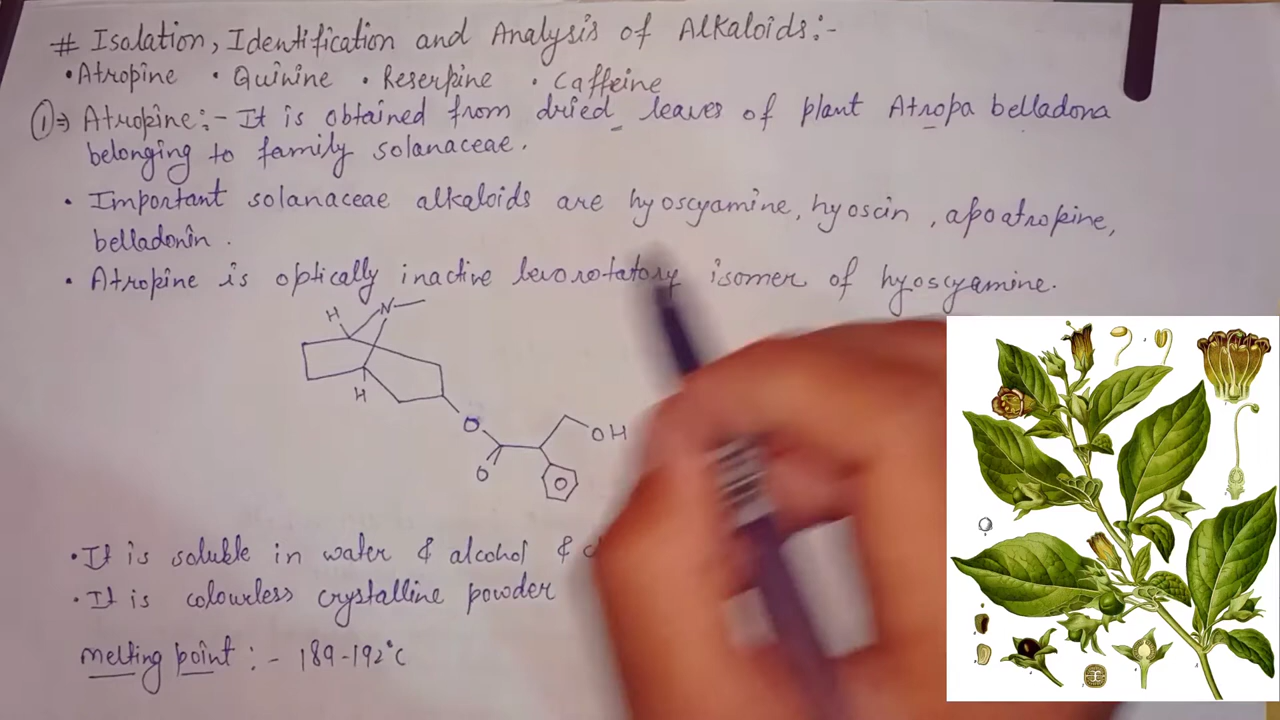 # Isolation, Identification and Analysis of Alkaloids:-
• Atropine • Quinine • Reserpine • Caffeine
①⇒ Atropine:- It is obtained from dried leaves of plant Atropa belladona
belonging to family solanaceae.
• Important solanaceae alkaloids are hyoscyamine, hyoscin, apoatropine,
belladonin.
• Atropine is optically inactive levorotatory isomer of hyoscyamine.
H N
H
O
OH
O
• It is soluble in water & alcohol &
• It is colourless crystalline powder
melting point :- 189-192°C